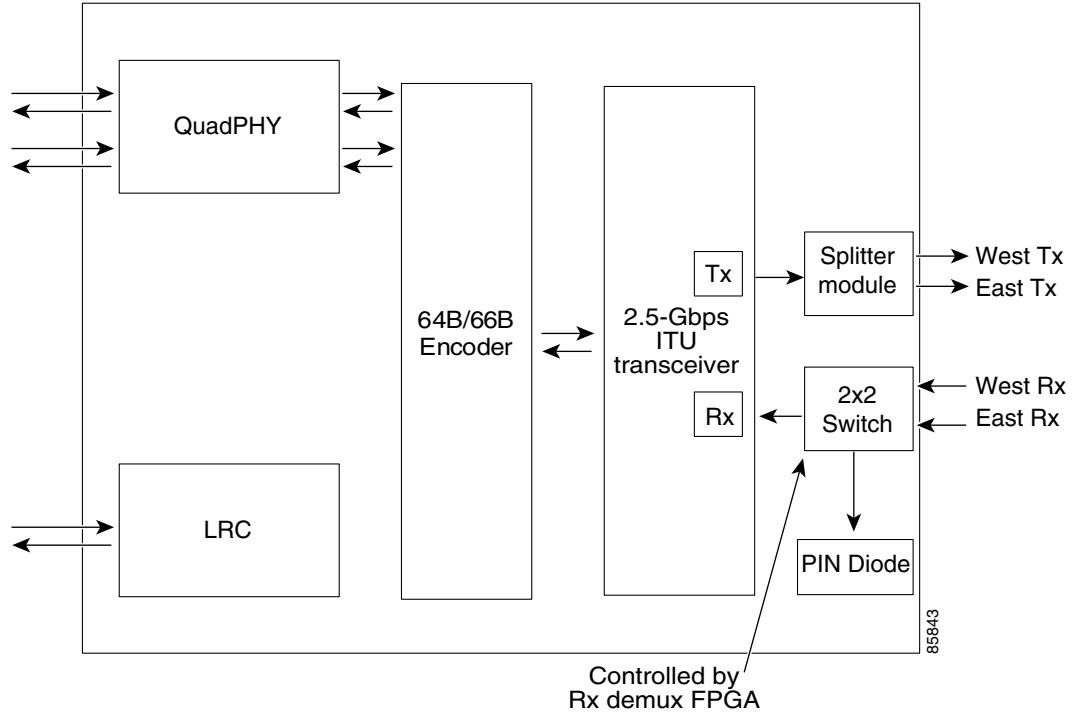 QuadPHY
Splitter
module
West Tx
East Tx
Tx
64B/66B
Encoder
2.5-Gbps
ITU
transceiver
2x2
Switch
West Rx
East Rx
Rx
LRC
PIN Diode
85843
Controlled by
Rx demux FPGA